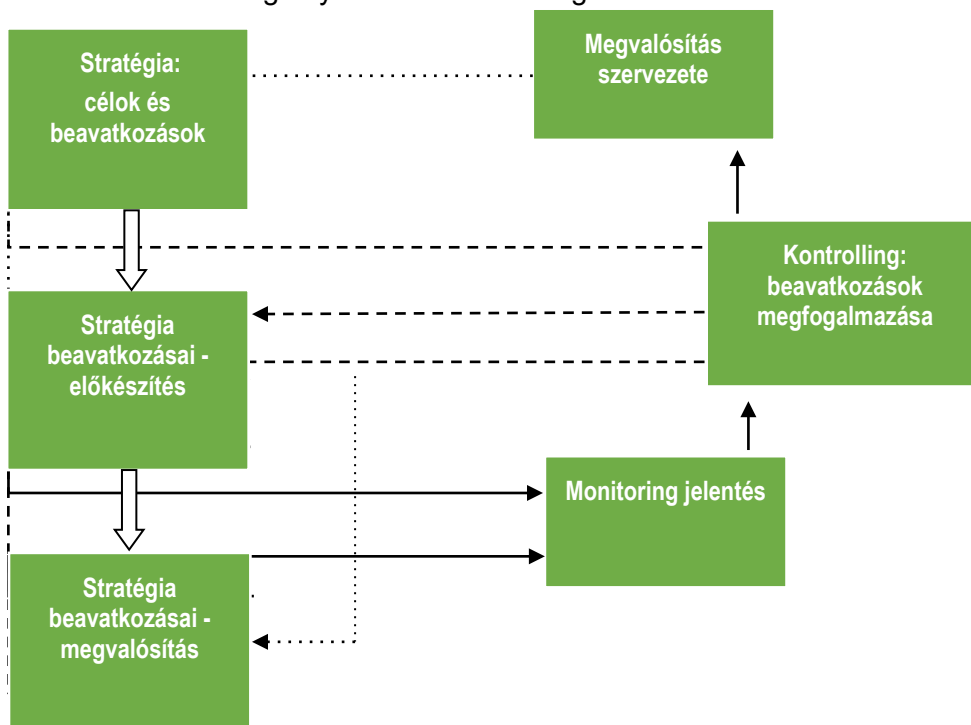 Stratégia:
célok és
beavatkozások
Megvalósítás
szervezete
Kontrolling:
beavatkozások
megfogalmazása
Stratégia
beavatkozásai -
előkészítés
Monitoring jelentés
Stratégia
beavatkozásai -
megvalósítás